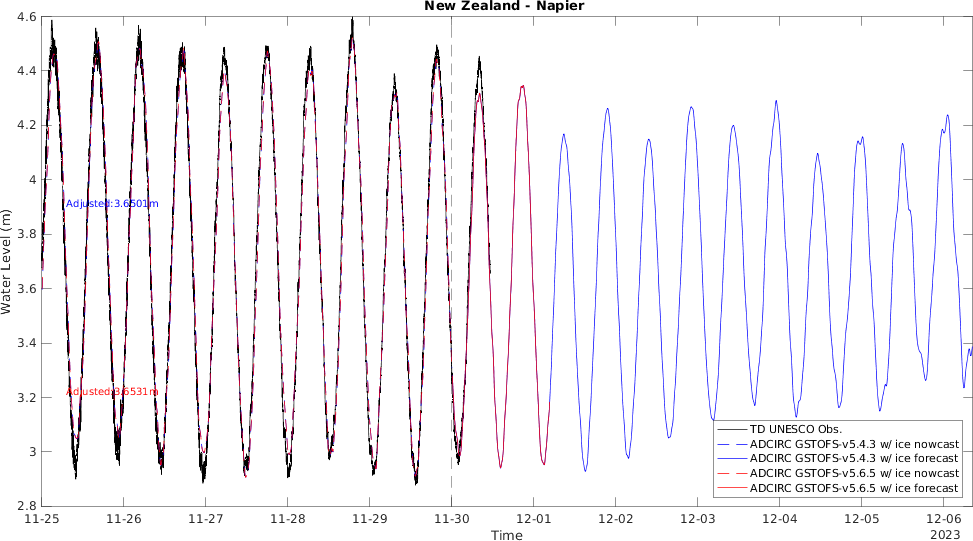 New Zealand - Napier
4.6
4.4
4.2
4
3.8
3.6
3.4
3.2
3
2.8
Water Level (m)
Adjusted:3.6501m
Adjusted:3.6531m
TD UNESCO Obs.
ADCIRC GSTOFS-v5.4.3 w/ ice nowcast
ADCIRC GSTOFS-v5.4.3 w/ ice forecast
ADCIRC GSTOFS-v5.6.5 w/ ice nowcast
ADCIRC GSTOFS-v5.6.5 w/ ice forecast
11-25 11-26 11-27 11-28 11-29 11-30 12-01 12-02 12-03 12-04 12-05 12-06
2023
Time